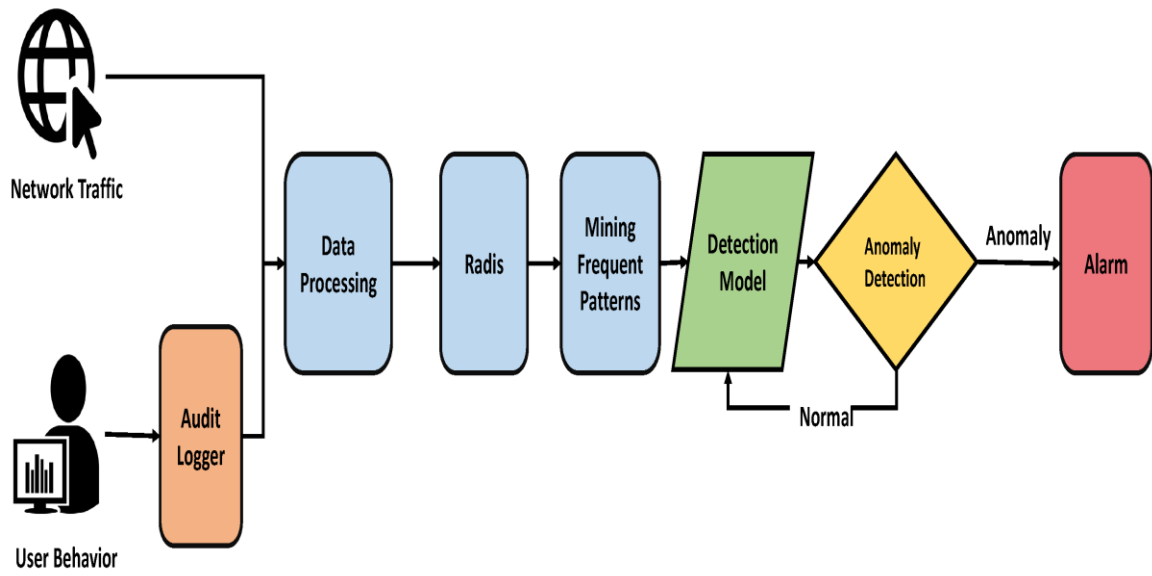 Network Traffic
User Behavior
Audit
Logger
Data
Processing
Radis
Mining
Frequent
Patterns
Detection
Model
Anomaly
Detection
Normal
Anomaly
Alarm